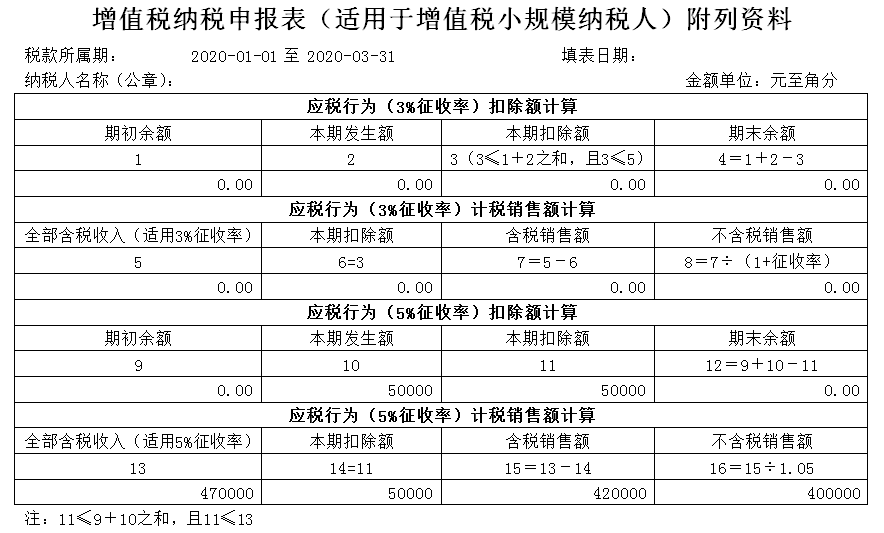 增值税纳税申报表（适用于增值税小规模纳税人）附列资料
税款所属期： 2020-01-01 至 2020-03-31 填表日期：
纳税人名称（公章）： 金额单位：元至角分
应税行为（3%征收率）扣除额计算
期初余额 本期发生额 本期扣除额 期末余额
1 2 3（3≤1＋2之和，且3≤5） 4＝1＋2－3
0.00 0.00 0.00 0.00
应税行为（3%征收率）计税销售额计算
全部含税收入（适用3%征收率） 本期扣除额 含税销售额 不含税销售额
5 6=3 7＝5－6 8＝7÷（1+征收率）
0.00 0.00 0.00 0.00
应税行为（5%征收率）扣除额计算
期初余额 本期发生额 本期扣除额 期末余额
9 10 11 12＝9＋10－11
0.00 50000 50000 0.00
应税行为（5%征收率）计税销售额计算
全部含税收入（适用5%征收率） 本期扣除额 含税销售额 不含税销售额
13 14=11 15＝13－14 16＝15÷1.05
470000 50000 420000 400000
注：11≤9＋10之和，且11≤13